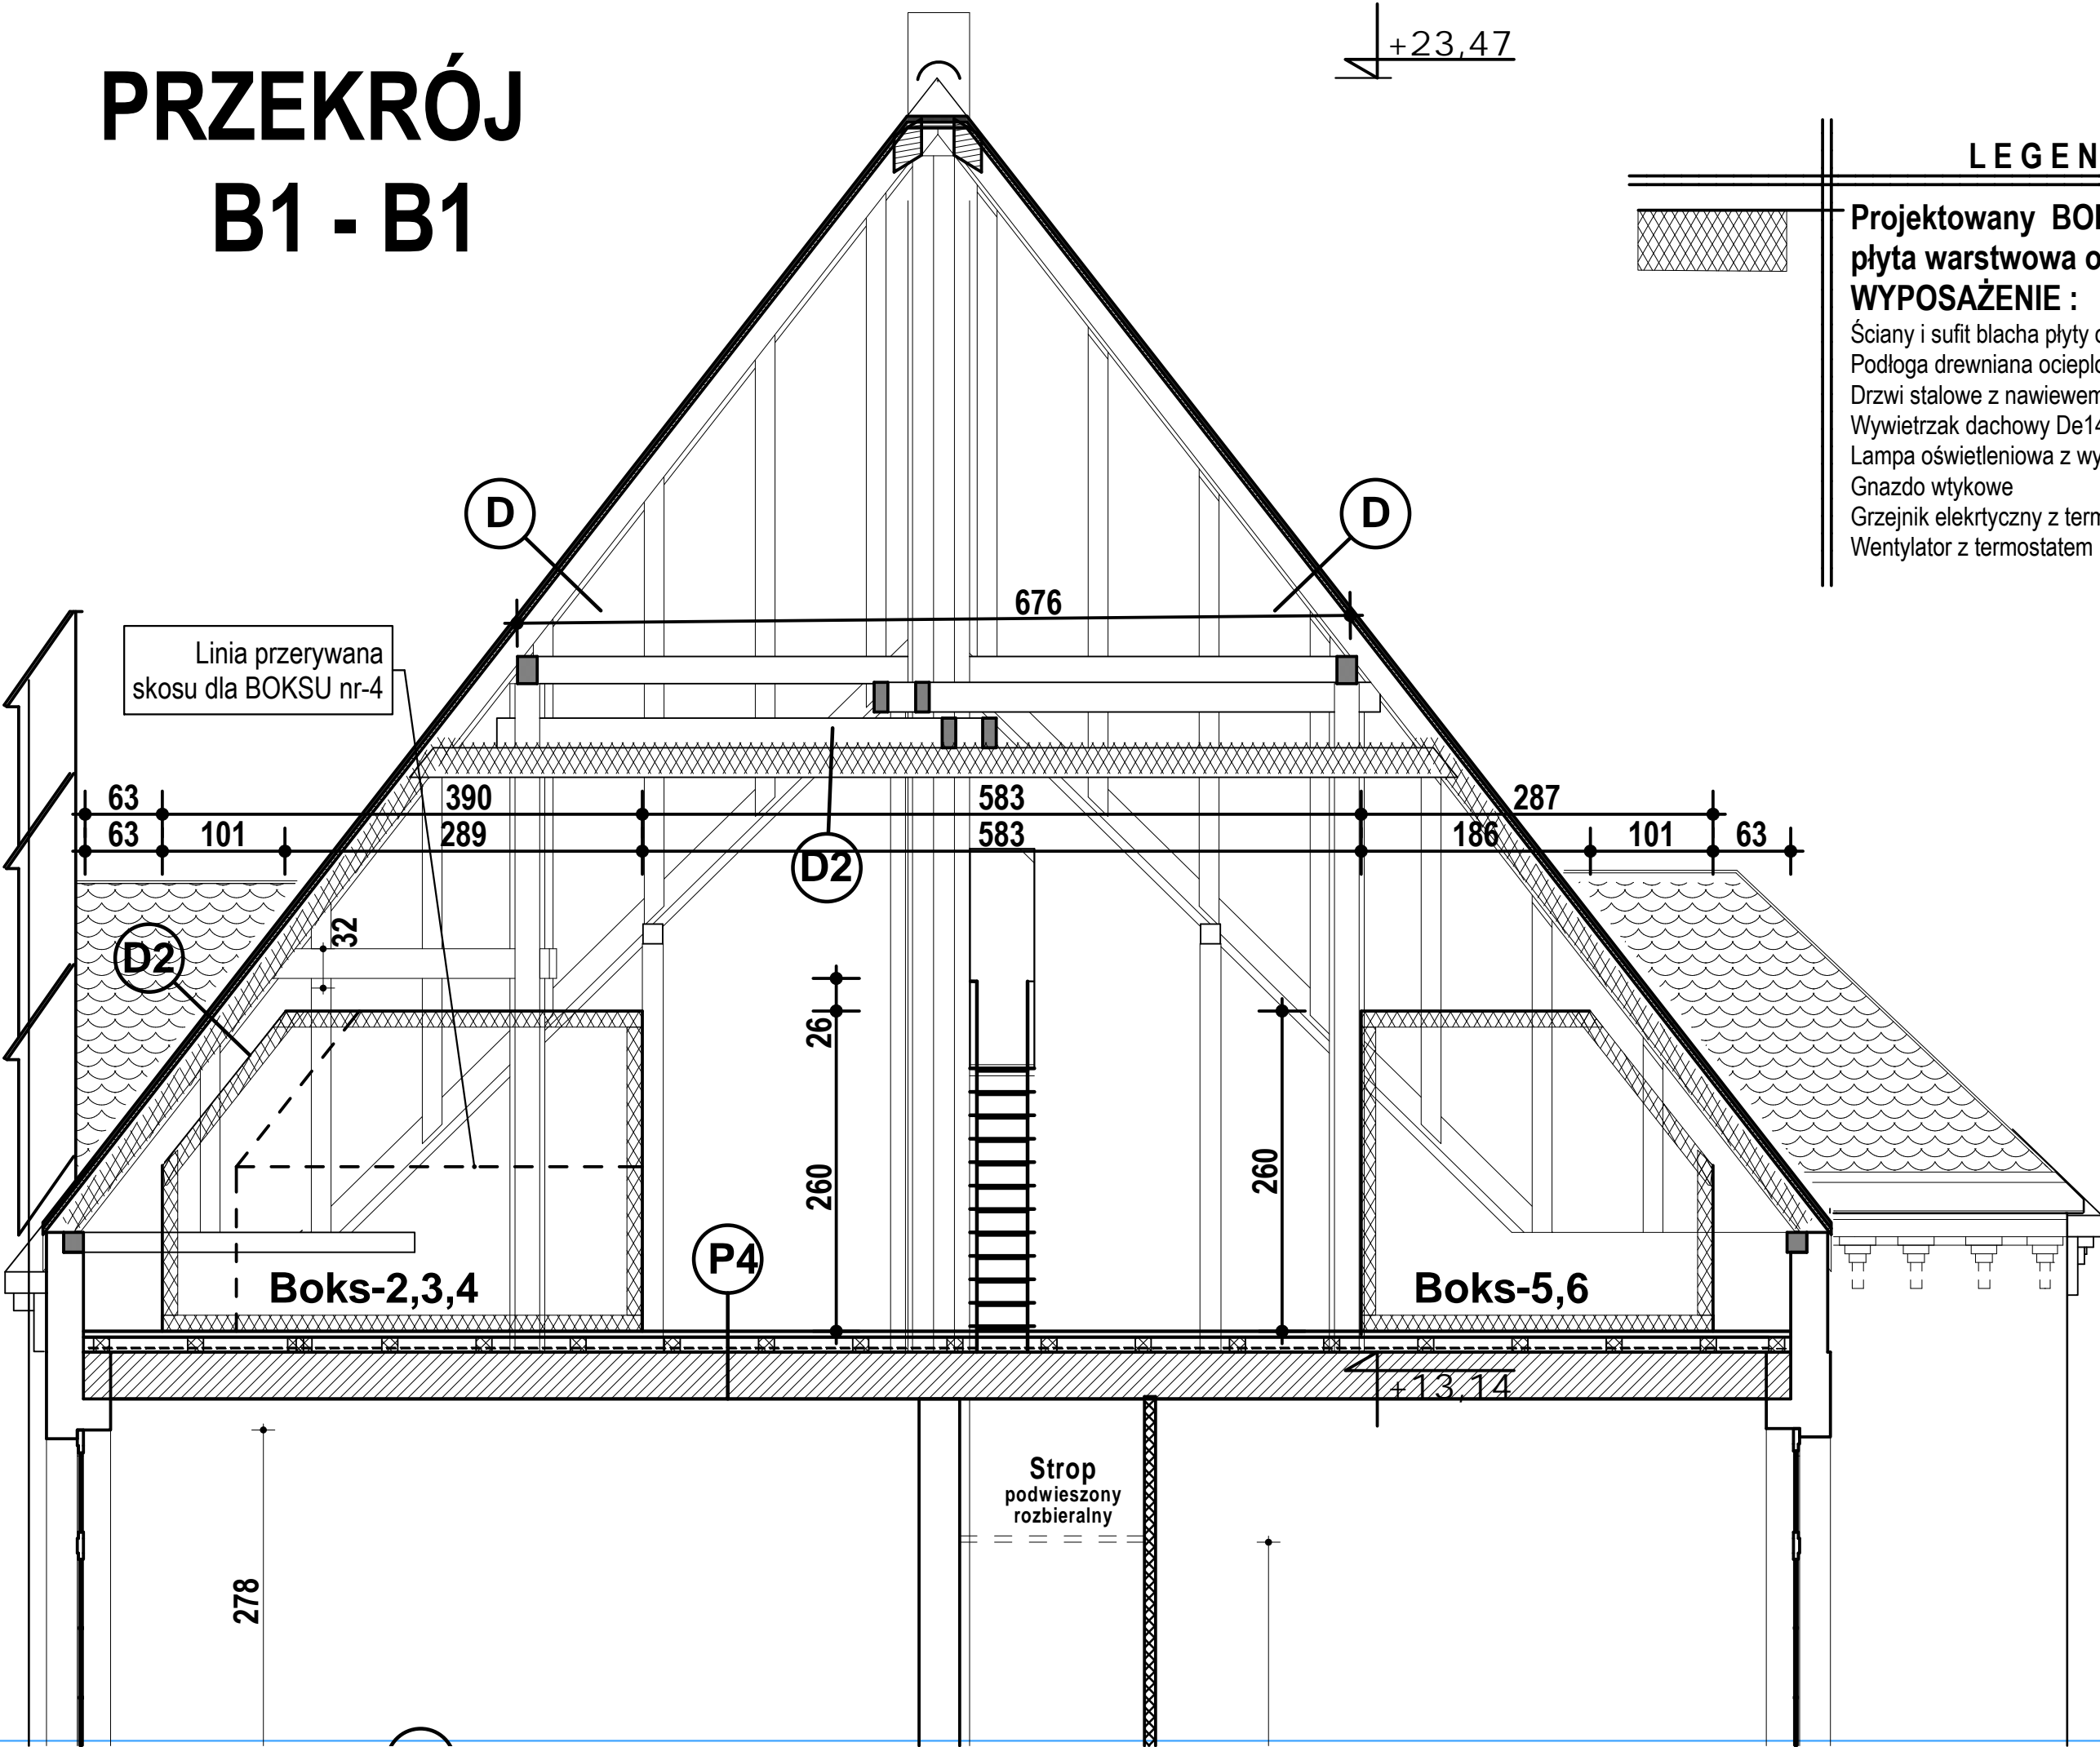 PRZEKRÓJ
B1 - B1
+23,47
LEGEN
Projektowany BO
płyta warstwowa o
WYPOSAŻENIE :
Ściany i sufit blacha płyty
Podłoga drewniana ociepl
Drzwi stalowe z nawiewem
Wywietrzak dachowy De14
Lampa oświetleniowa z wy
Gnazdo wtykowe
Grzejnik elekrtyczny z term
Wentylator z termostatem
D
D
676
Linia przerywana
skosu dla BOKSU nr-4
63 390 583 287
63 101 289 583 186 101 63
D2
D2
32
26
260
260
P4
Boks-2,3,4
Boks-5,6
+13,14
Strop
podwieszony
rozbieralny
278